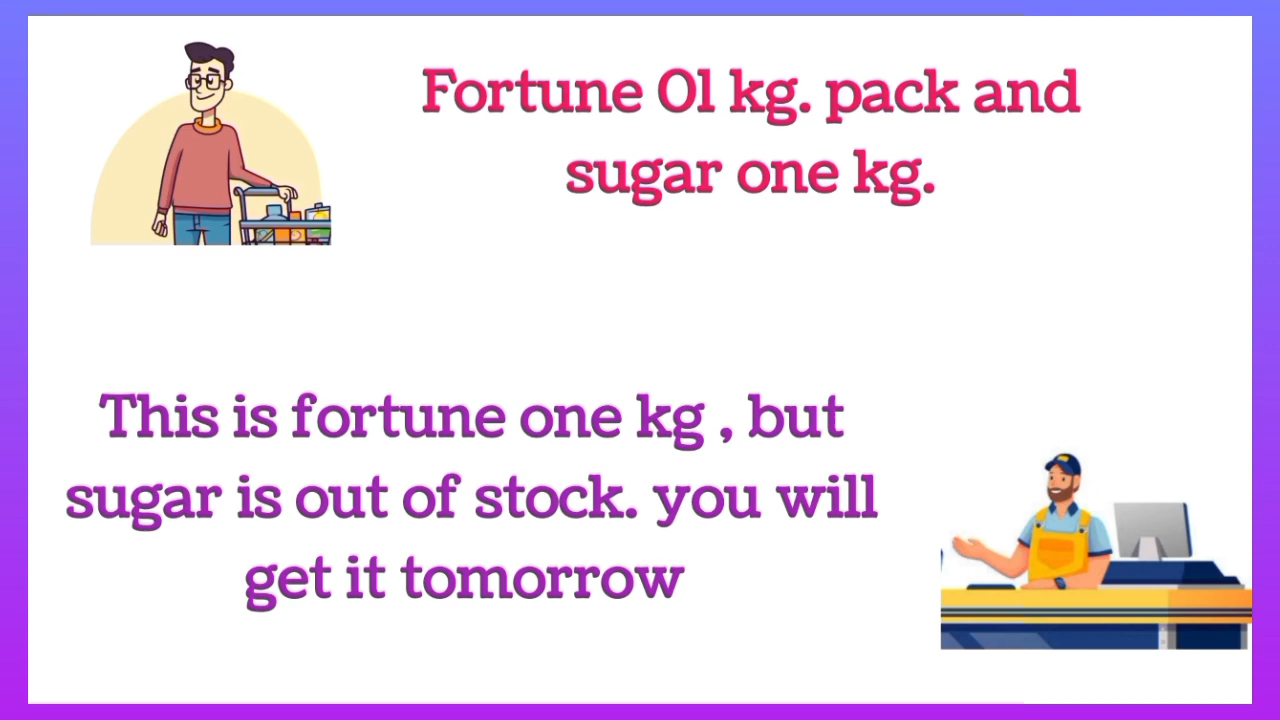 Fortune 01 kg. pack and
sugar one kg.
This is fortune one kg , but
sugar is out of stock. you will
get it tomorrow